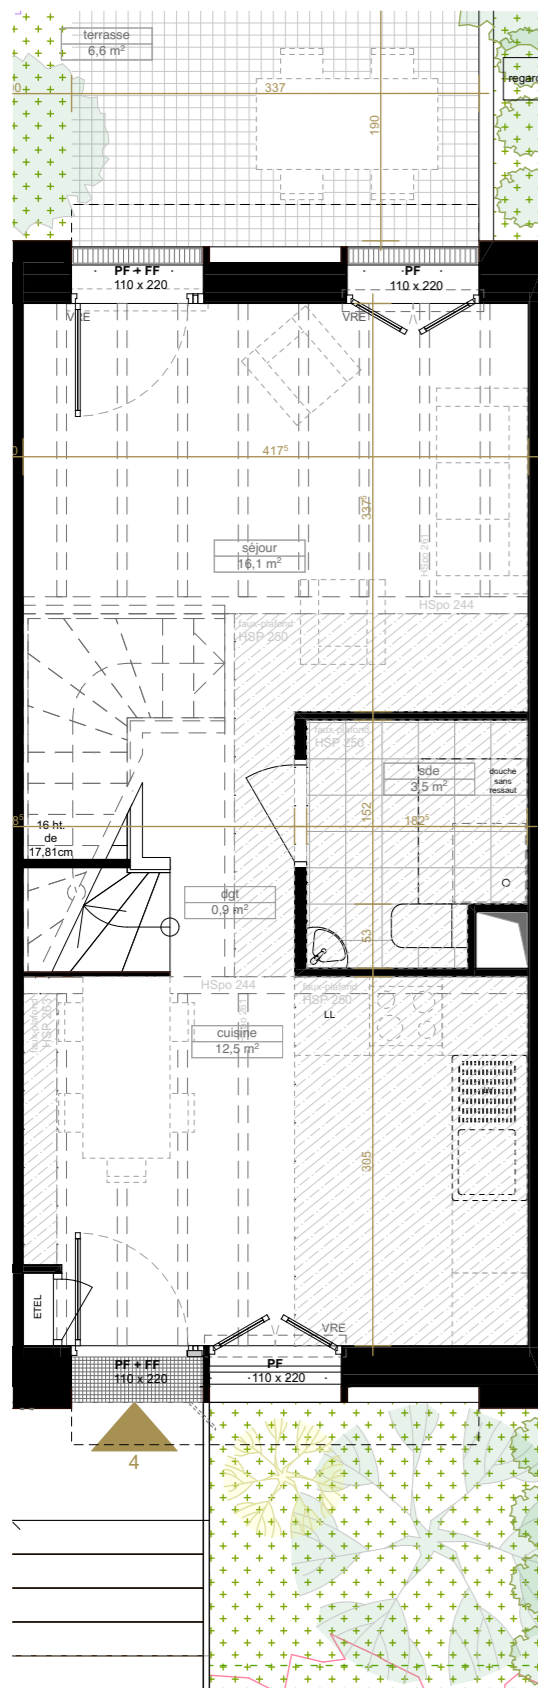 terrasse
6,6 m²
regard
337
190
PF + FF
110 x 220
PF
110 x 220
VRE
VRE
417⁵
337⁵
séjour
16,1 m²
HSpo 261
HSpo 244
faux-plafond
HSP 250
faux-plafond
HSP 250
sde
3,5 m²
douche
sans
ressaut
152
182⁵
8⁵
16 ht.
de
17,81cm
dgt
0,9 m²
53
HSpo 244
faux-plafond
HSP 250
faux-plafond
HSP 263
LL
cuisine
12,5 m²
305
ETEL
VRE
PF + FF
110 x 220
PF
110 x 220
4